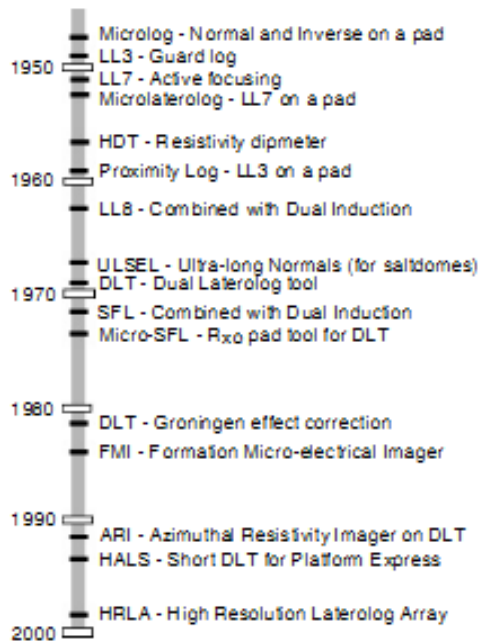 Microlog - Normal and Inverse on a pad
LL3 - Guard log
1950
LL7 - Active focusing
Microlaterolog - LL7 on a pad
HDT - Resistivity dipmeter
Proximity Log - LL3 on a pad
1960
LL8 - Combined with Dual Induction
ULSEL - Ultra-long Normals (for saltdomes)
DLT - Dual Laterolog tool
1970
SFL - Combined with Dual Induction
Micro-SFL - RX0 pad tool for DLT
1980
DLT - Groningen effect correction
FMI - Formation Micro-electrical Imager
1990
ARI - Azimuthal Resistivity Imager on DLT
HALS - Short DLT for Platform Express
HRLA - High Resolution Laterolog Array
2000